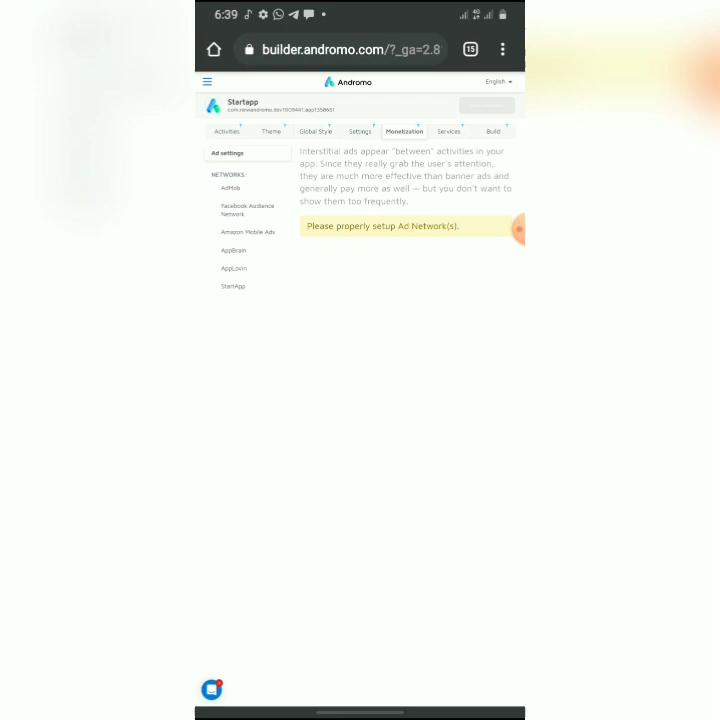 6:39
4G
builder.andromo.com/?_ga=2.8
15
Andromo
English
Startapp
Activities
Theme
Global Style
Settings
Monetization
Services
Build
Ad settings
Interstitial ads appear "between" activities in your
app. Since they really grab the user's attention,
they are much more effective than banner ads and
generally pay more as well — but you don't want to
show them too frequently.
Please properly setup Ad Network(s).
NETWORKS:
AdMob
Facebook Audience
Network
Amazon Mobile Ads
AppBrain
AppLovin
StartApp